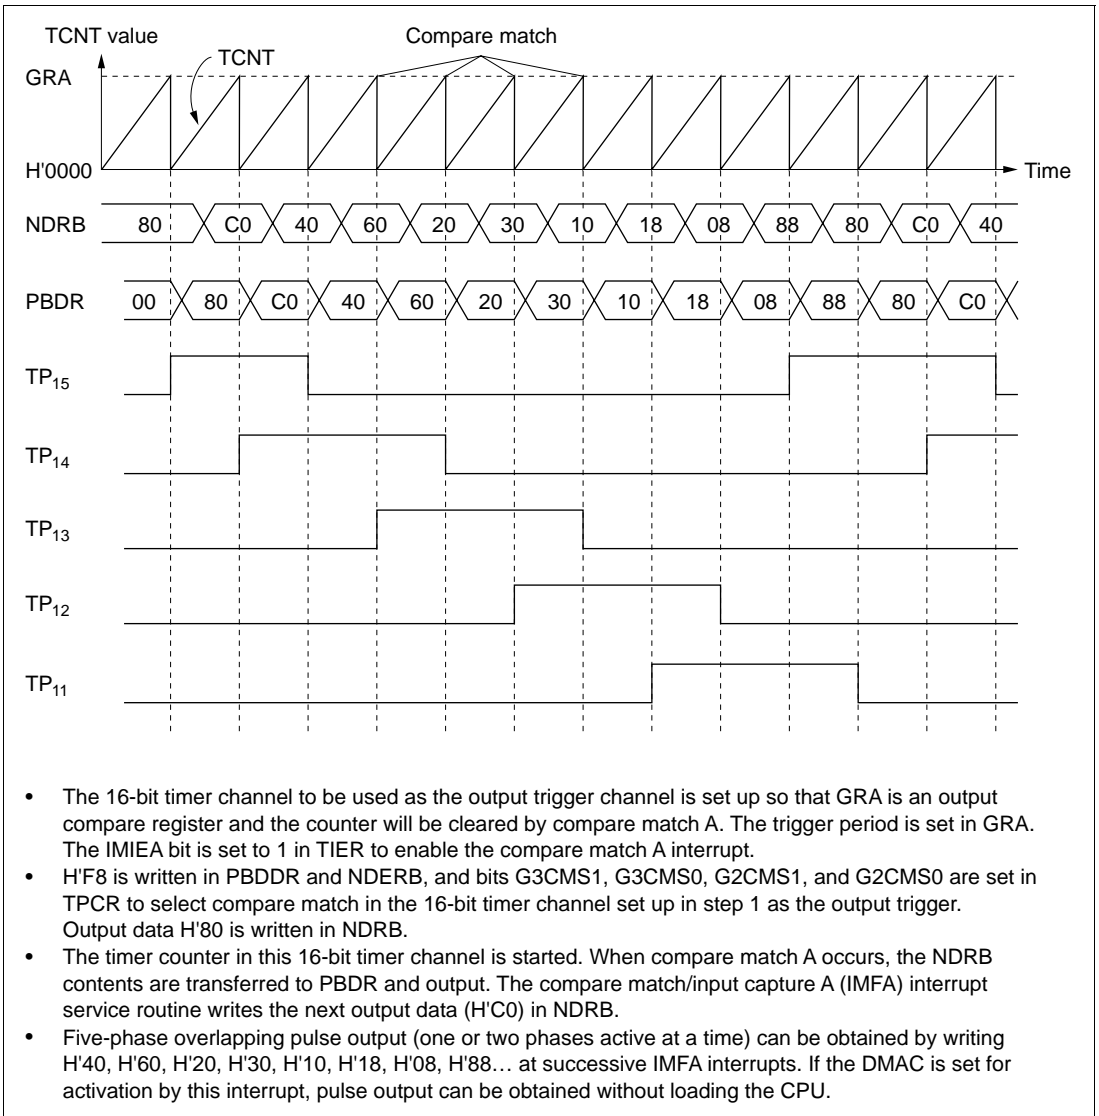 TCNT value
Compare match
TCNT
GRA
H'0000
Time
NDRB 80 C0 40 60 20 30 10 18 08 88 80 C0 40
PBDR 00 80 C0 40 60 20 30 10 18 08 88 80 C0
TP15
TP14
TP13
TP12
TP11
• The 16-bit timer channel to be used as the output trigger channel is set up so that GRA is an output
compare register and the counter will be cleared by compare match A. The trigger period is set in GRA.
The IMIEA bit is set to 1 in TIER to enable the compare match A interrupt.
• H'F8 is written in PBDDR and NDERB, and bits G3CMS1, G3CMS0, G2CMS1, and G2CMS0 are set in
TPCR to select compare match in the 16-bit timer channel set up in step 1 as the output trigger.
Output data H'80 is written in NDRB.
• The timer counter in this 16-bit timer channel is started. When compare match A occurs, the NDRB
contents are transferred to PBDR and output. The compare match/input capture A (IMFA) interrupt
service routine writes the next output data (H'C0) in NDRB.
• Five-phase overlapping pulse output (one or two phases active at a time) can be obtained by writing
H'40, H'60, H'20, H'30, H'10, H'18, H'08, H'88… at successive IMFA interrupts. If the DMAC is set for
activation by this interrupt, pulse output can be obtained without loading the CPU.